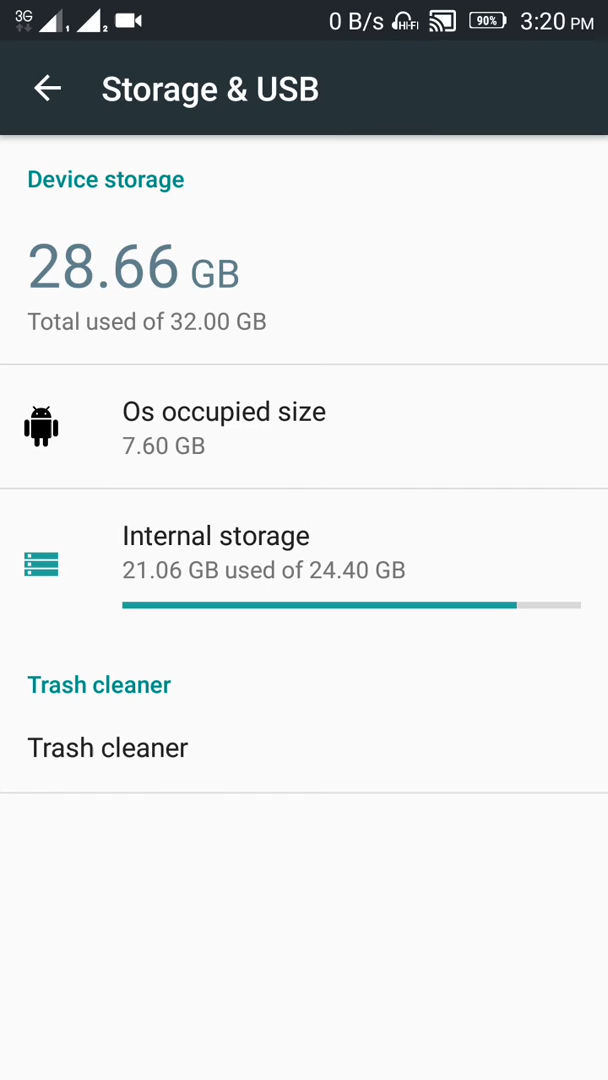 3G 1 2 0 B/s HI-FI 90% 3:20 PM
Storage & USB
Device storage
28.66 GB
Total used of 32.00 GB
Os occupied size
7.60 GB
Internal storage
21.06 GB used of 24.40 GB
Trash cleaner
Trash cleaner